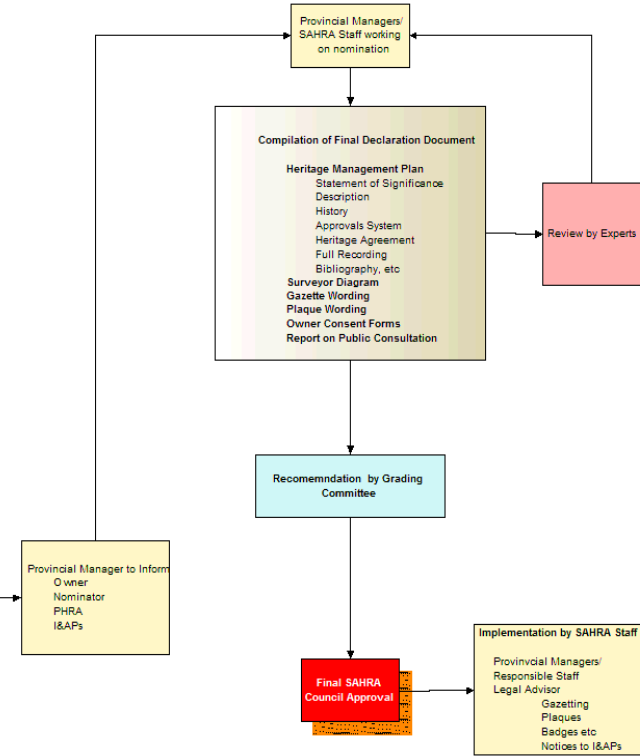 Provincial Managers/
SAHRA Staff working
on nomination
Compilation of Final Declaration Document
Heritage Management Plan
Statement of Significance
Description
History
Approvals System
Heritage Agreement
Full Recording
Bibliography, etc
Surveyor Diagram
Gazette Wording
Plaque Wording
Owner Consent Forms
Report on Public Consultation
Review by Experts
Recomemndation by Grading
Committee
Provincial Manager to Inform
Owner
Nominator
PHRA
I&APs
Final SAHRA
Council Approval
Implementation by SAHRA Staff
Provinvcial Managers/
Responsible Staff
Legal Advisor
Gazetting
Plaques
Badges etc
Notices to I&APs